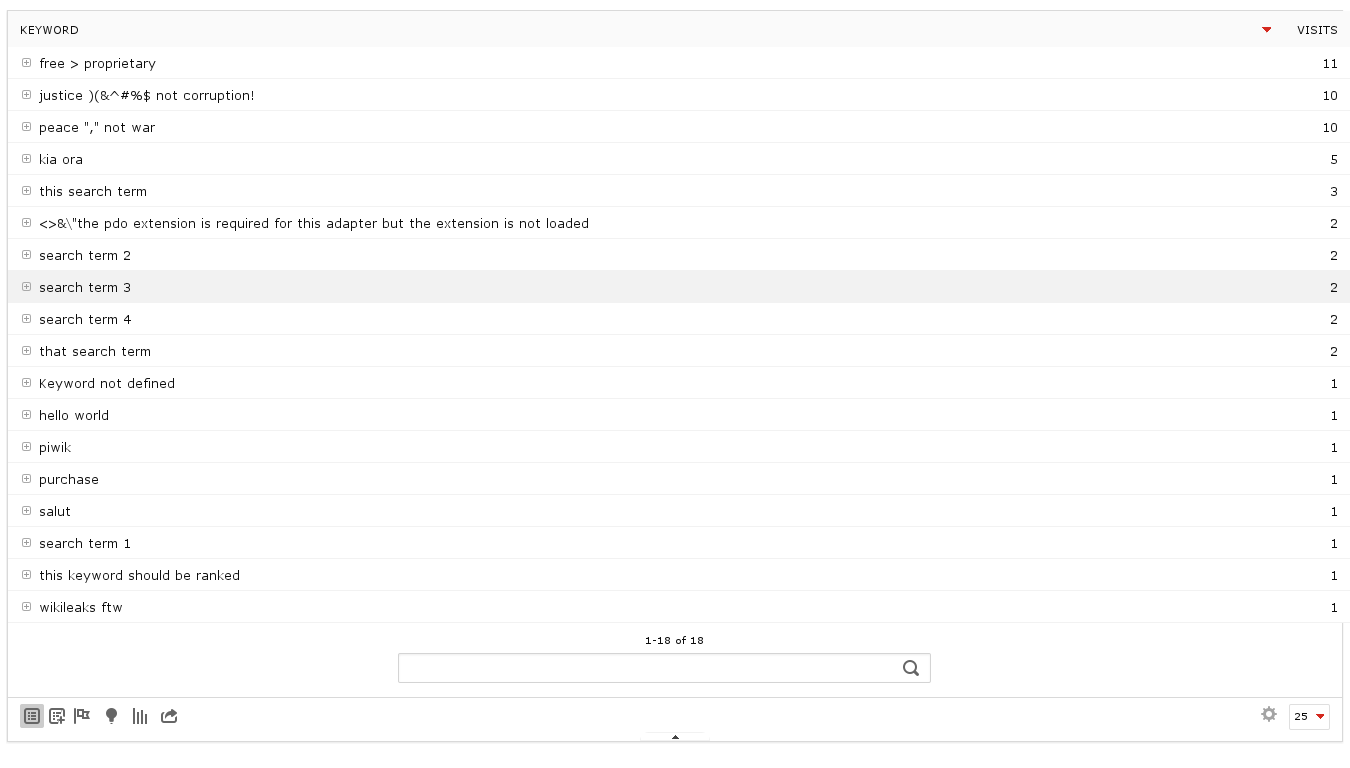 KEYWORD VISITS
free > proprietary 11
justice )(&^#%$ not corruption! 10
peace "," not war 10
kia ora 5
this search term 3
<>&\"the pdo extension is required for this adapter but the extension is not loaded 2
search term 2 2
search term 3 2
search term 4 2
that search term 2
Keyword not defined 1
hello world 1
piwik 1
purchase 1
salut 1
search term 1 1
this keyword should be ranked 1
wikileaks ftw 1
1-18 of 18
25